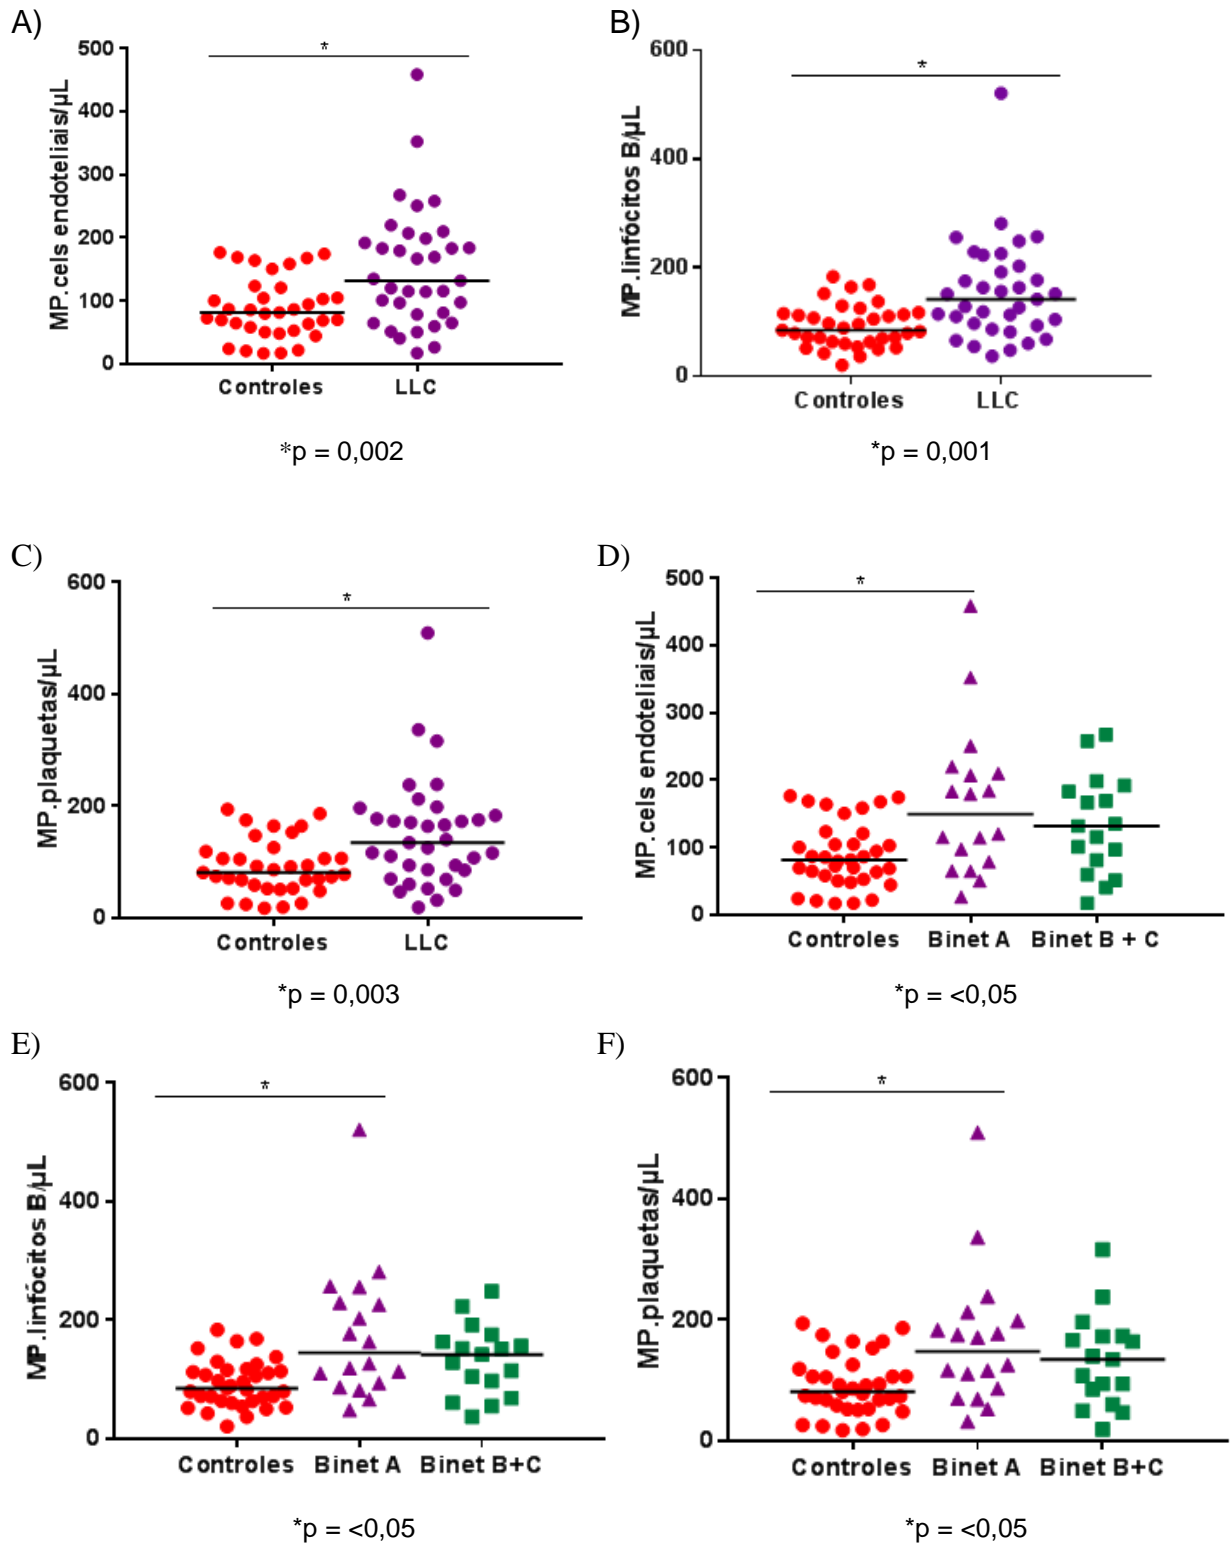 A)
500
400
300
200
100
0
MP.cels endoteliais/µL
*
Controles LLC
*p = 0,002
B)
600
400
200
0
MP.linfócitos B/µL
*
Controles LLC
*p = 0,001
C)
600
400
200
0
MP.plaquetas/µL
*
Controles LLC
*p = 0,003
D)
500
400
300
200
100
0
MP.cels endoteliais/µL
*
Controles Binet A Binet B + C
*p = <0,05
E)
600
400
200
0
MP.linfócitos B/µL
*
Controles Binet A Binet B+C
*p = <0,05
F)
600
400
200
0
MP.plaquetas/µL
*
Controles Binet A Binet B+C
*p = <0,05